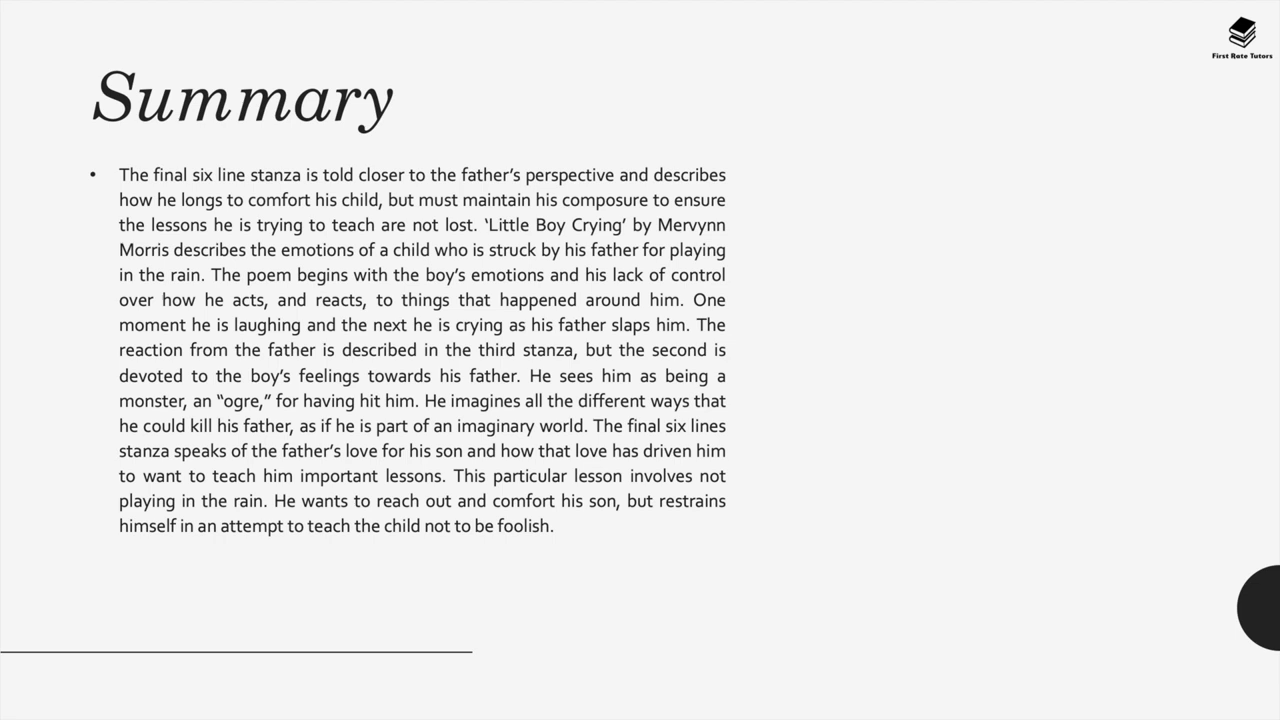 First Rate Tutors
Summary
• The final six line stanza is told closer to the father’s perspective and describes
how he longs to comfort his child, but must maintain his composure to ensure
the lessons he is trying to teach are not lost. ‘Little Boy Crying’ by Mervynn
Morris describes the emotions of a child who is struck by his father for playing
in the rain. The poem begins with the boy’s emotions and his lack of control
over how he acts, and reacts, to things that happened around him. One
moment he is laughing and the next he is crying as his father slaps him. The
reaction from the father is described in the third stanza, but the second is
devoted to the boy’s feelings towards his father. He sees him as being a
monster, an “ogre,” for having hit him. He imagines all the different ways that
he could kill his father, as if he is part of an imaginary world. The final six lines
stanza speaks of the father’s love for his son and how that love has driven him
to want to teach him important lessons. This particular lesson involves not
playing in the rain. He wants to reach out and comfort his son, but restrains
himself in an attempt to teach the child not to be foolish.